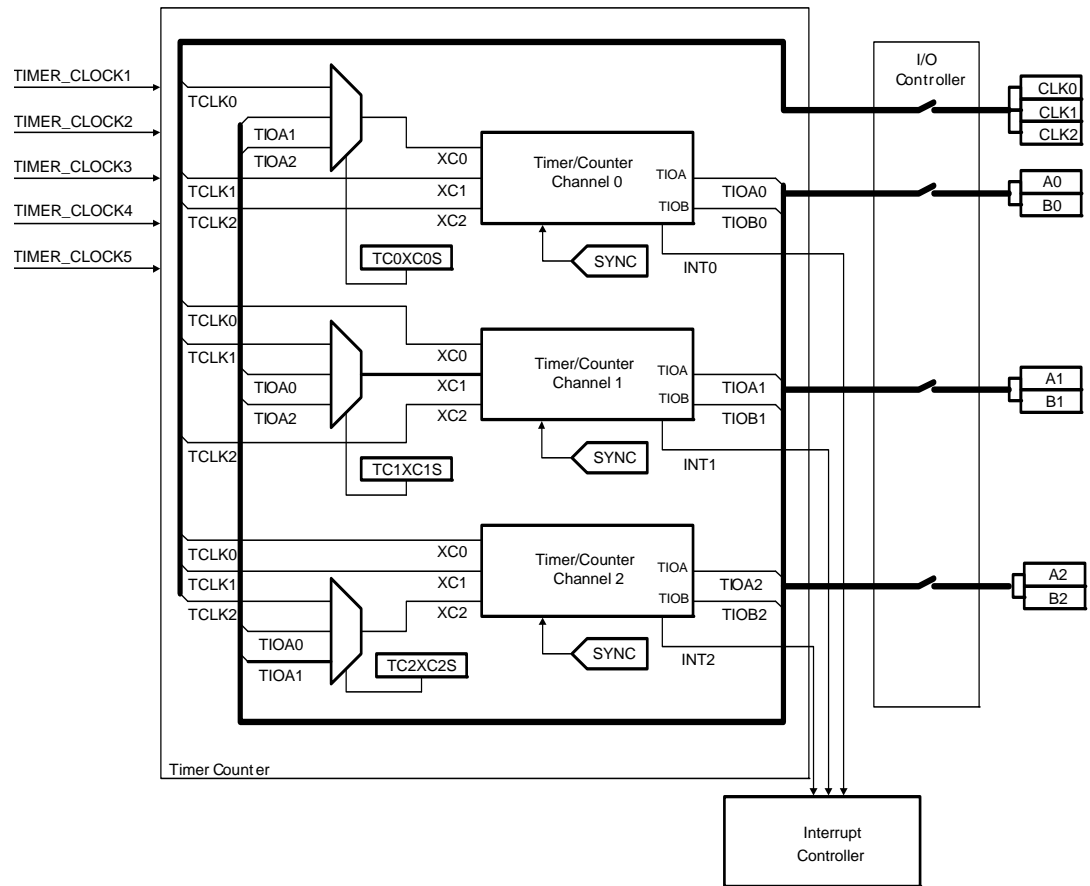 TIMER_CLOCK1
TIMER_CLOCK2
TIMER_CLOCK3
TIMER_CLOCK4
TIMER_CLOCK5
TCLK0
TIOA1
TIOA2
TCLK1
TCLK2
XC0
XC1
XC2
Timer/Counter
Channel 0
TIOA
TIOB
TIOA0
TIOB0
TC0XC0S
SYNC
INT0
TCLK0
TCLK1
TIOA0
TIOA2
TCLK2
XC0
XC1
XC2
Timer/Counter
Channel 1
TIOA
TIOB
TIOA1
TIOB1
TC1XC1S
SYNC
INT1
TCLK0
TCLK1
TCLK2
TIOA0
TIOA1
XC0
XC1
XC2
Timer/Counter
Channel 2
TIOA
TIOB
TIOA2
TIOB2
TC2XC2S
SYNC
INT2
Timer Counter
I/O
Controller
CLK0
CLK1
CLK2
A0
B0
A1
B1
A2
B2
Interrupt
Controller